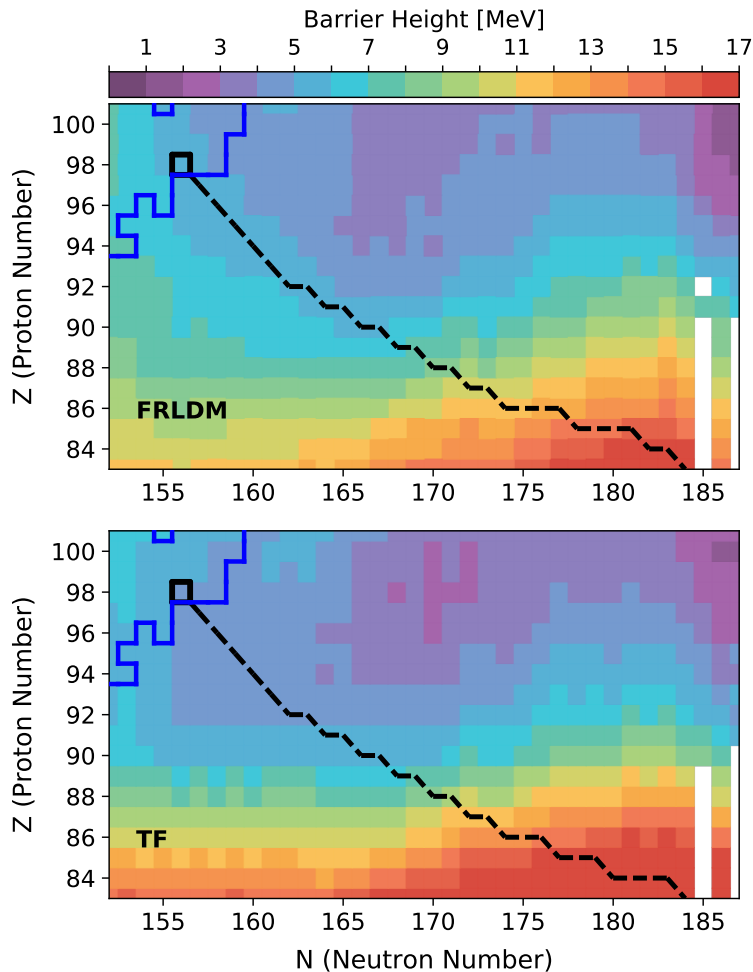 Barrier Height [MeV]
1 3 5 7 9 11 13 15 17
Z (Proton Number)
100
98
96
94
92
90
88
86
84
FRLDM
155 160 165 170 175 180 185
Z (Proton Number)
100
98
96
94
92
90
88
86
84
TF
155 160 165 170 175 180 185
N (Neutron Number)